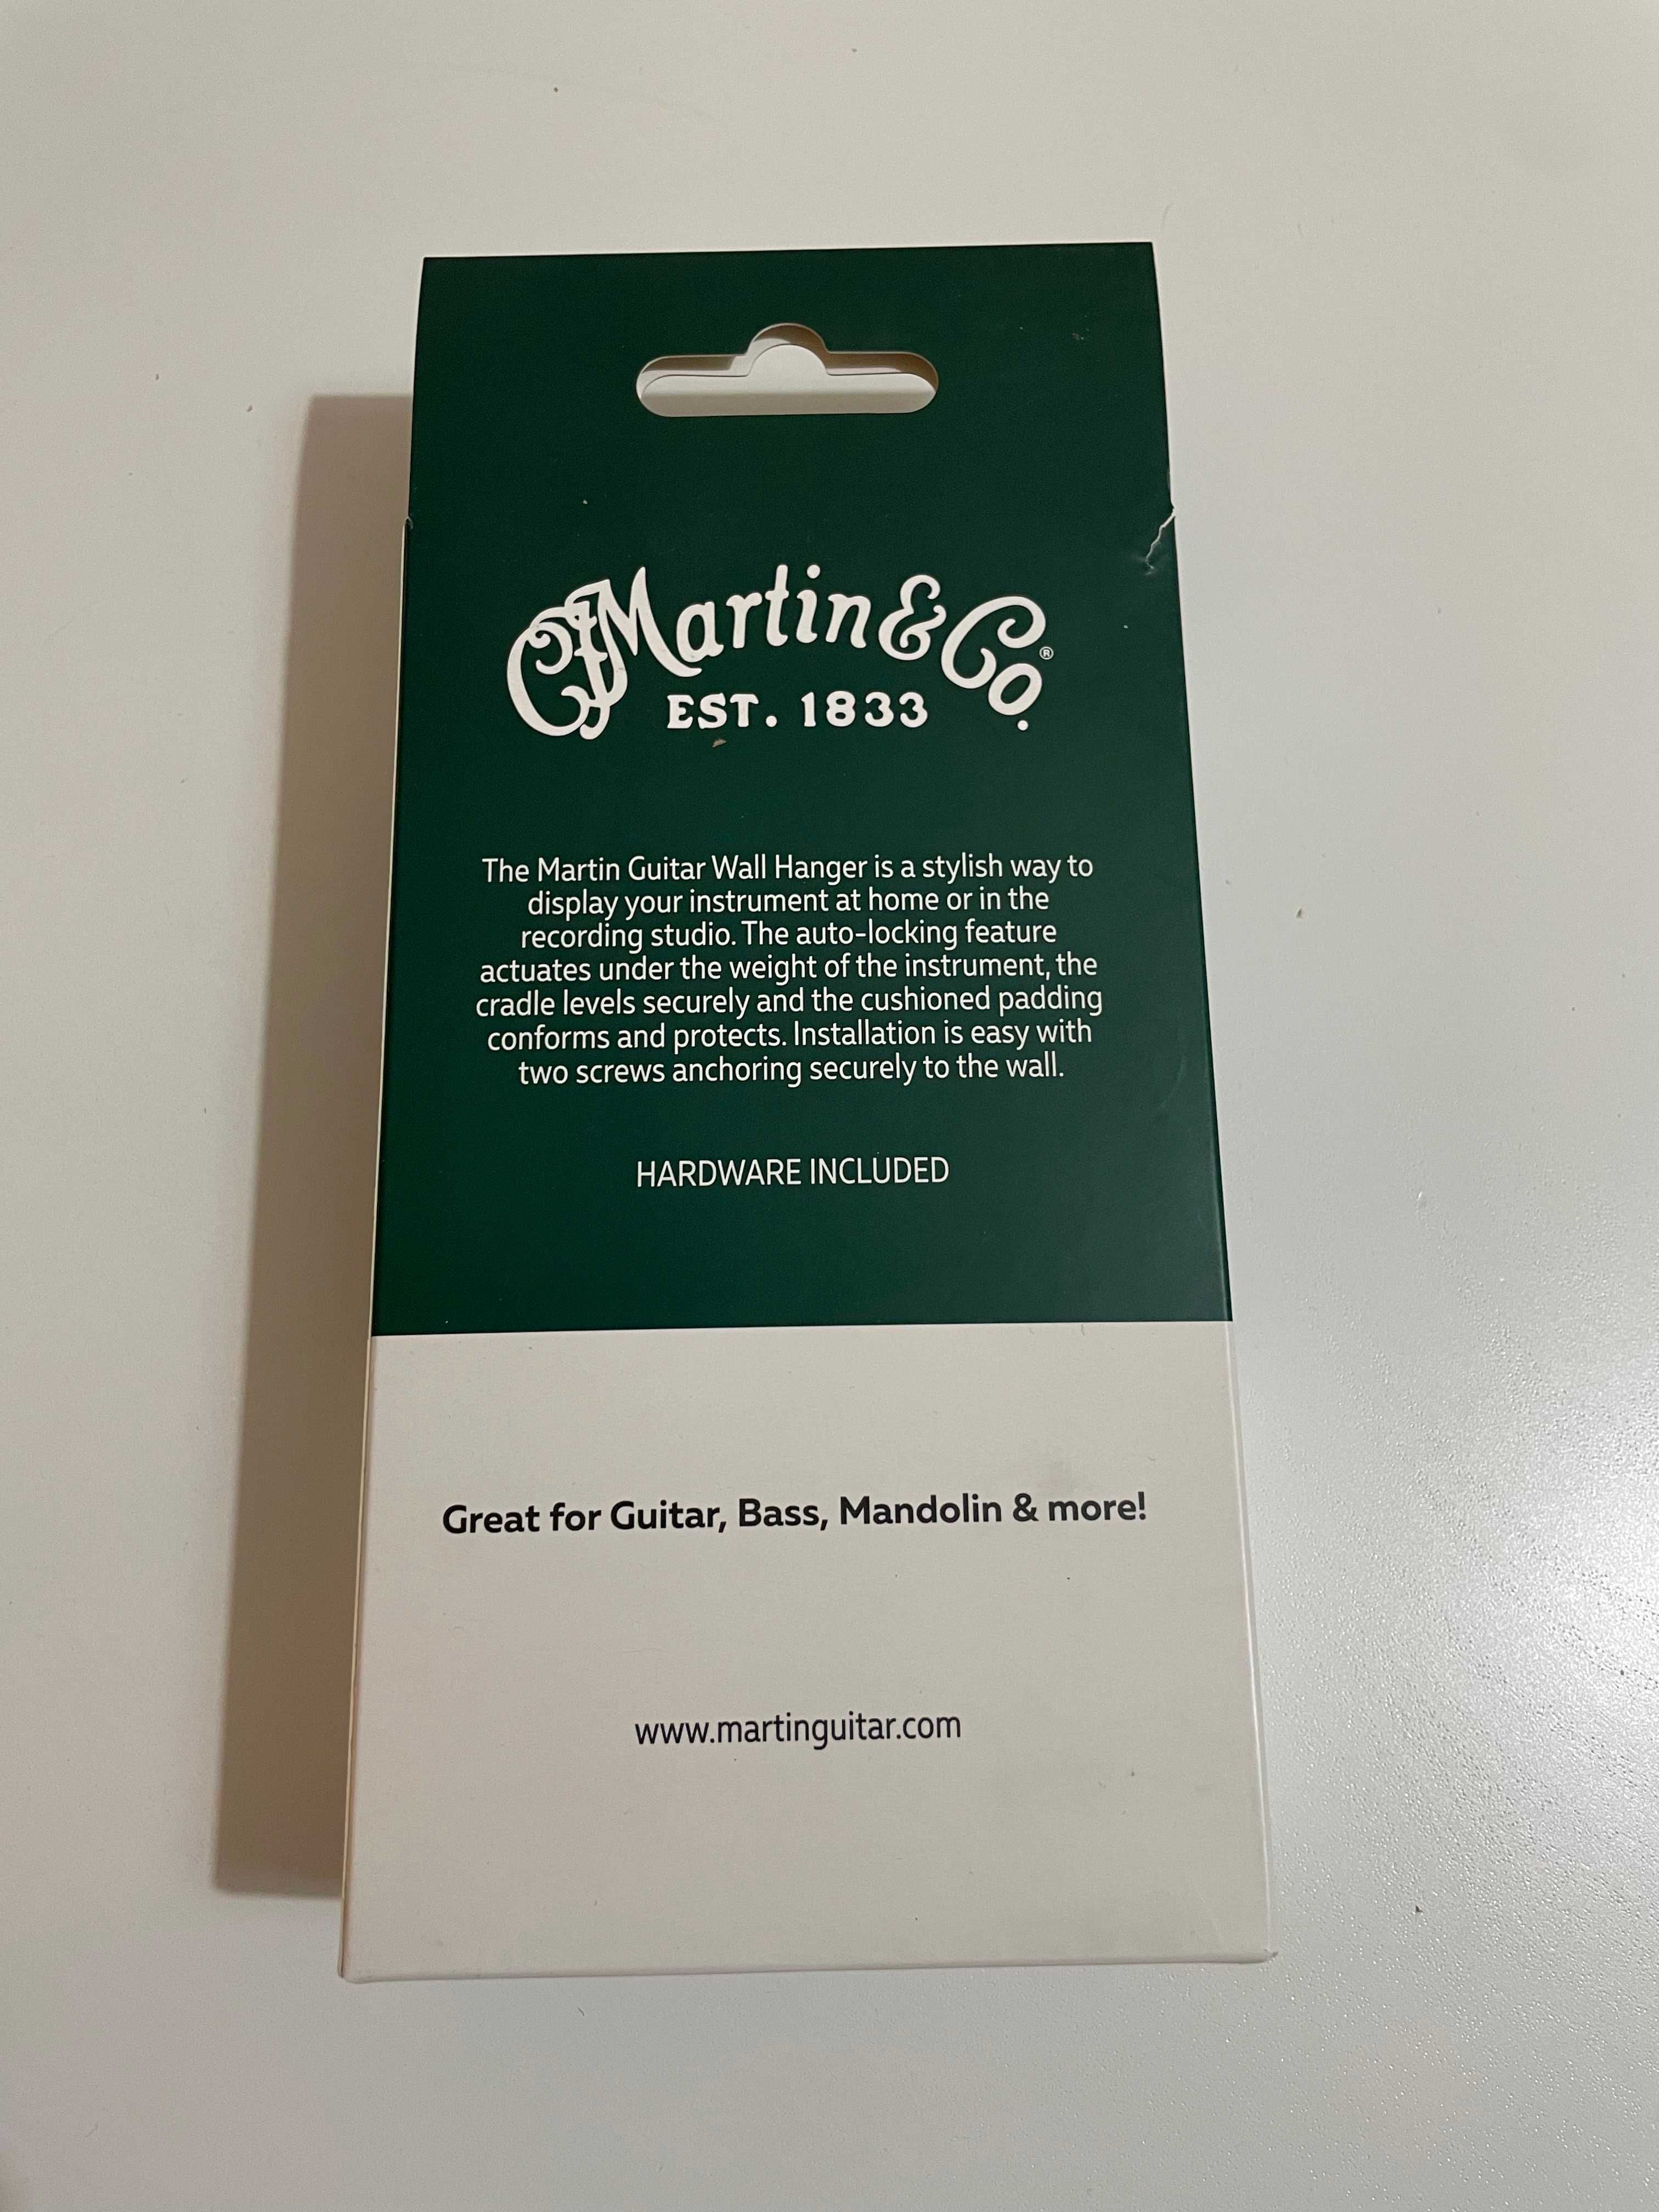 CFMartin & Co.®
EST. 1833
The Martin Guitar Wall Hanger is a stylish way to
display your instrument at home or in the
recording studio. The auto-locking feature
actuates under the weight of the instrument, the
cradle levels securely and the cushioned padding
conforms and protects. Installation is easy with
two screws anchoring securely to the wall.
HARDWARE INCLUDED
Great for Guitar, Bass, Mandolin & more!
www.martinguitar.com